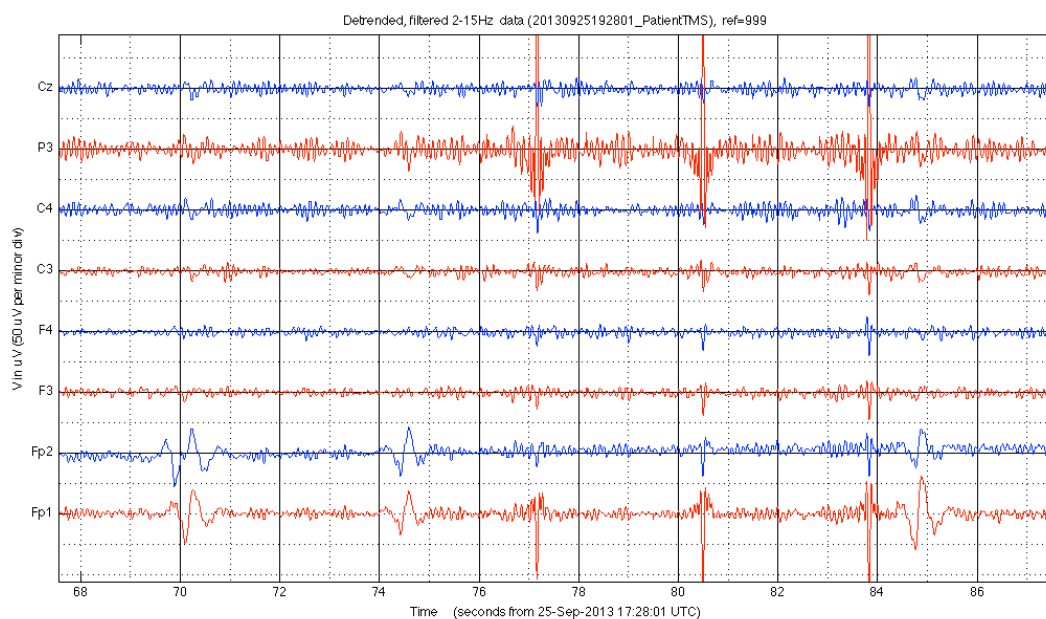 Detrended, filtered 2-15Hz data (20130925192801_PatientTMS), ref=999
V in u V (50 u V per minor div)
Cz
P3
C4
C3
F4
F3
Fp2
Fp1
68 70 72 74 76 78 80 82 84 86
Time (seconds from 25-Sep-2013 17:28:01 UTC)